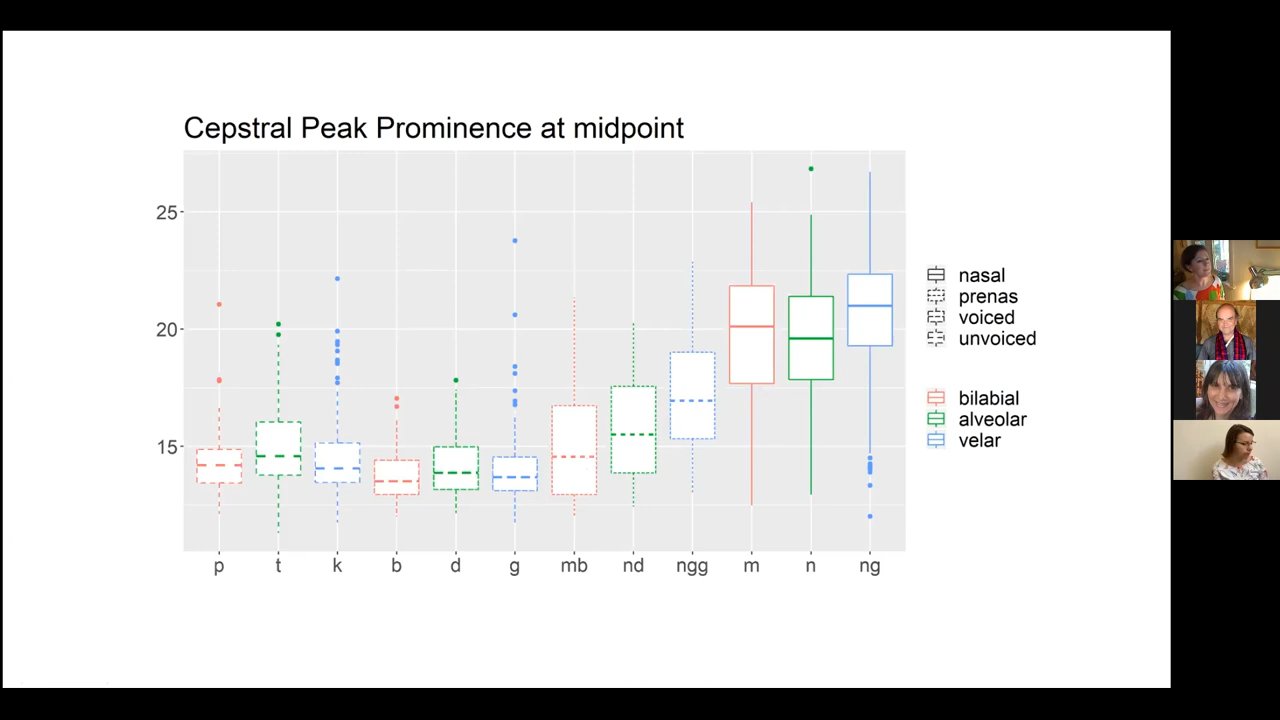 Cepstral Peak Prominence at midpoint
25
20
15
p t k b d g mb nd ngg m n ng
nasal
prenas
voiced
unvoiced
bilabial
alveolar
velar